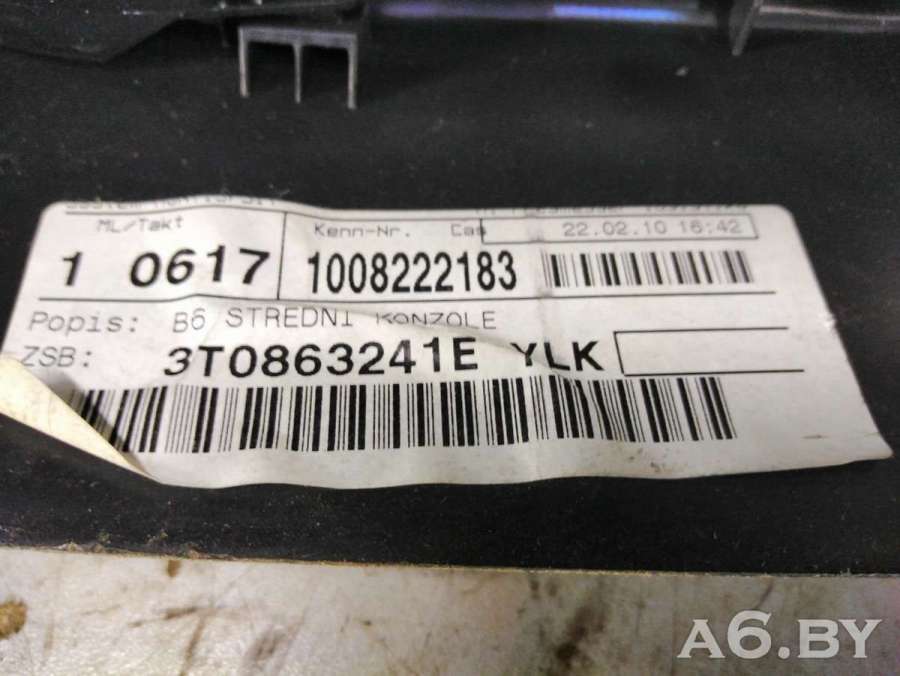 ML/Takt Kenn-Nr. Cas 22.02.10 16:42
1 0617 1008222183
Popis: B6 STREDNI KONZOLE
ZSB: 3T0863241E YLK
A6.BY